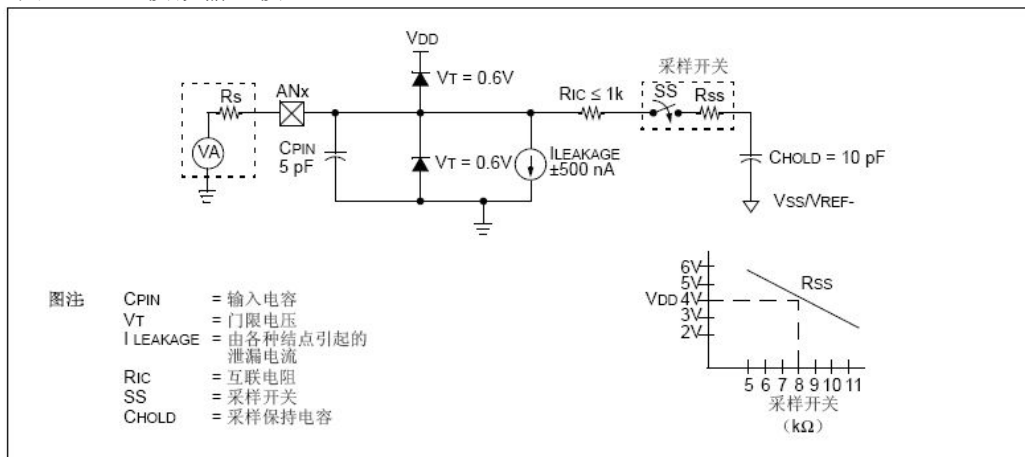 VDD
采样开关
VT = 0.6V
Rs
ANx
RIC ≤ 1k
SS
Rss
VA
CPIN
5 pF
VT = 0.6V
ILEAKAGE
±500 nA
CHOLD = 10 pF
VSS/VREF-
图注
CPIN = 输入电容
VT = 门限电压
I LEAKAGE = 由各种结点引起的
泄漏电流
RIC = 互联电阻
SS = 采样开关
CHOLD = 采样保持电容
6V
5V
VDD 4V
3V
2V
RSS
5 6 7 8 9 10 11
采样开关
（kΩ）